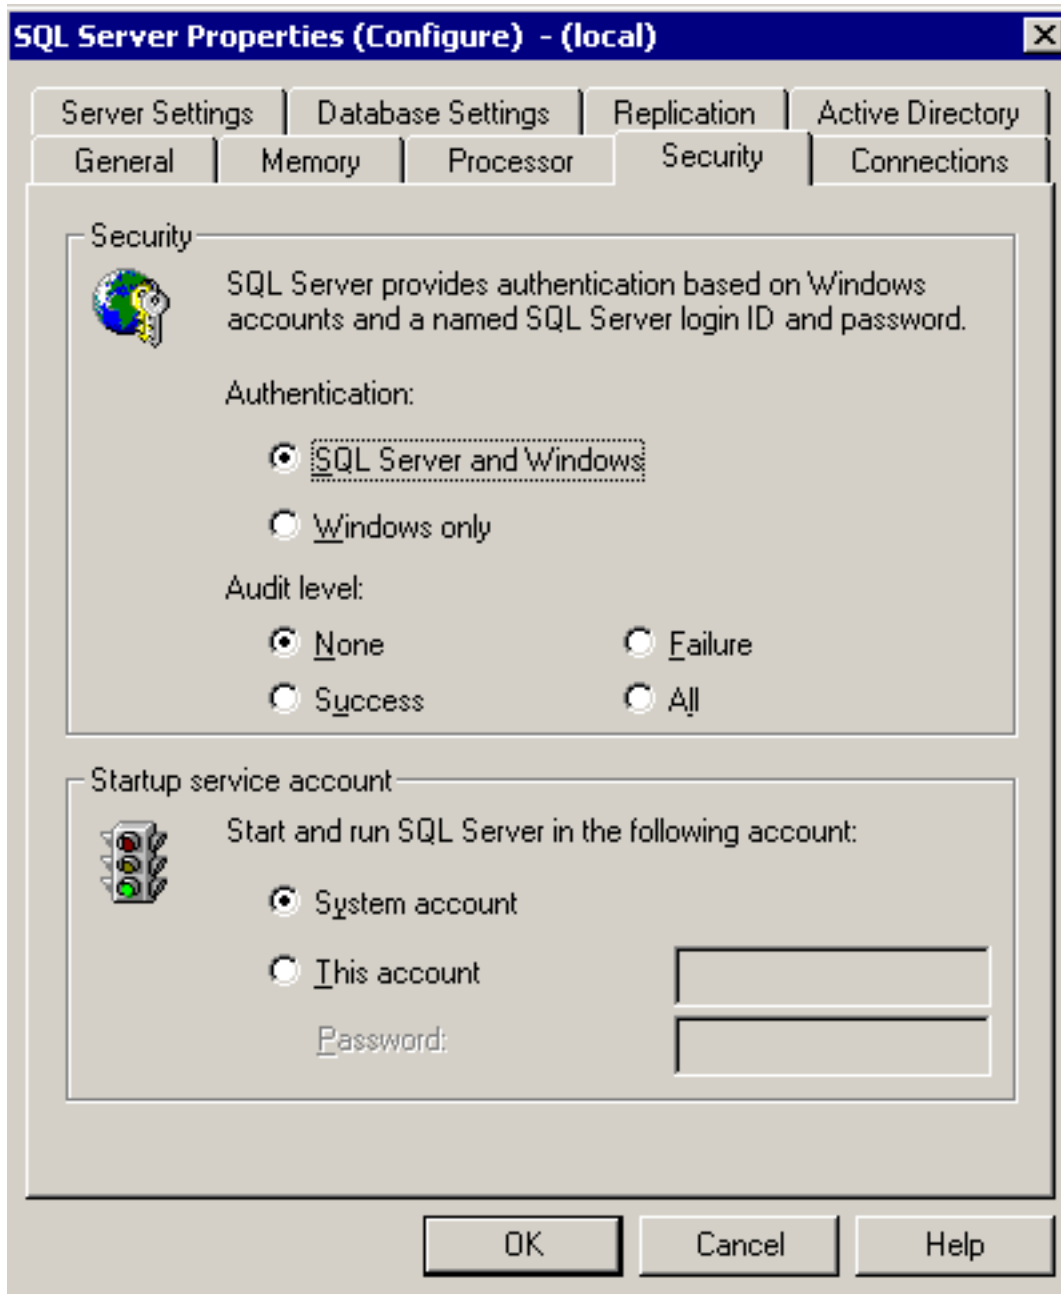 SQL Server Properties (Configure) - (local)
Server Settings
Database Settings
Replication
Active Directory
General
Memory
Processor
Security
Connections
Security
SQL Server provides authentication based on Windows
accounts and a named SQL Server login ID and password.
Authentication:
SQL Server and Windows
Windows only
Audit level:
None
Failure
Success
All
Startup service account
Start and run SQL Server in the following account:
System account
This account
Password:
OK
Cancel
Help